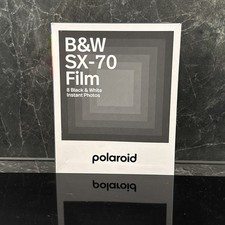 B&W
SX-70
Film
8 Black & White
Instant Photos
polaroid